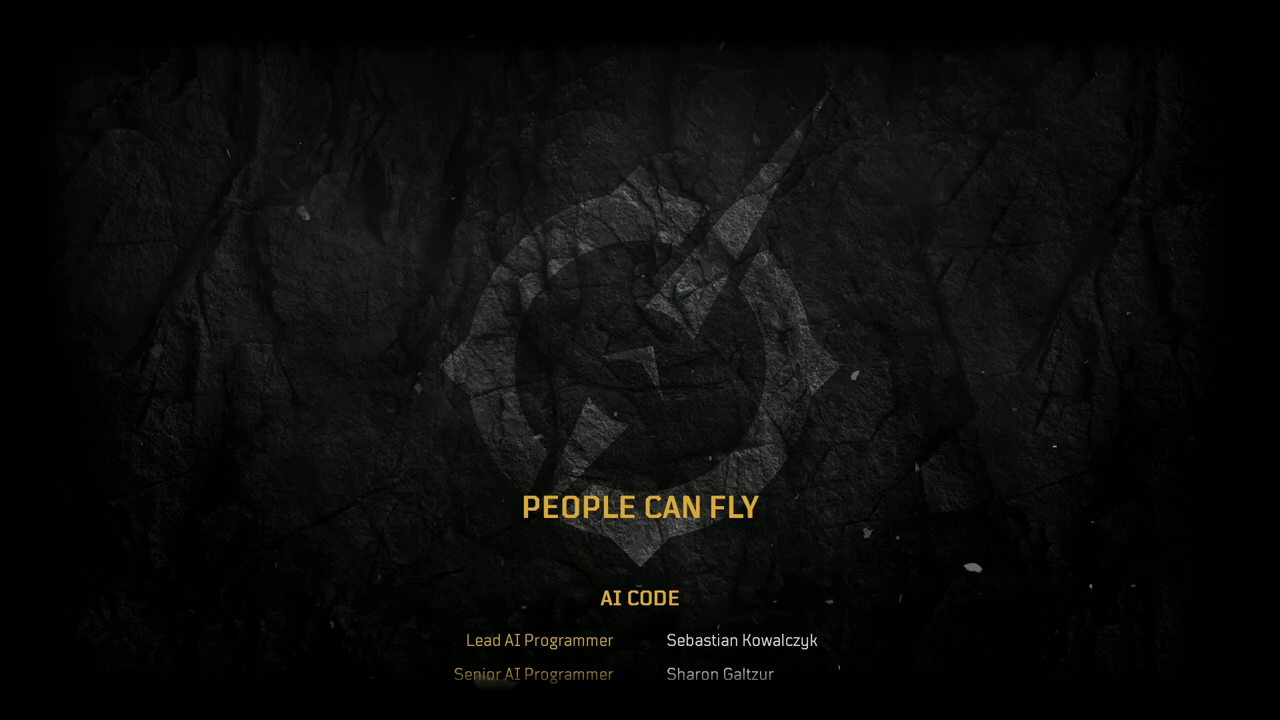 PEOPLE CAN FLY
AI CODE
Lead AI Programmer Sebastian Kowalczyk
Senior AI Programmer Sharon Galtzur